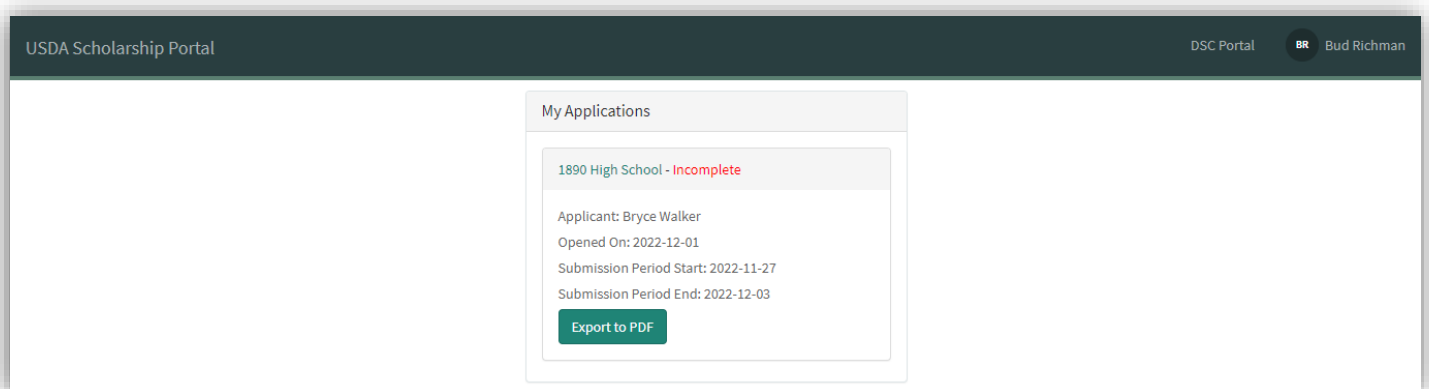 USDA Scholarship Portal
DSC Portal
BR
Bud Richman
My Applications
1890 High School - Incomplete
Applicant: Bryce Walker
Opened On: 2022-12-01
Submission Period Start: 2022-11-27
Submission Period End: 2022-12-03
Export to PDF